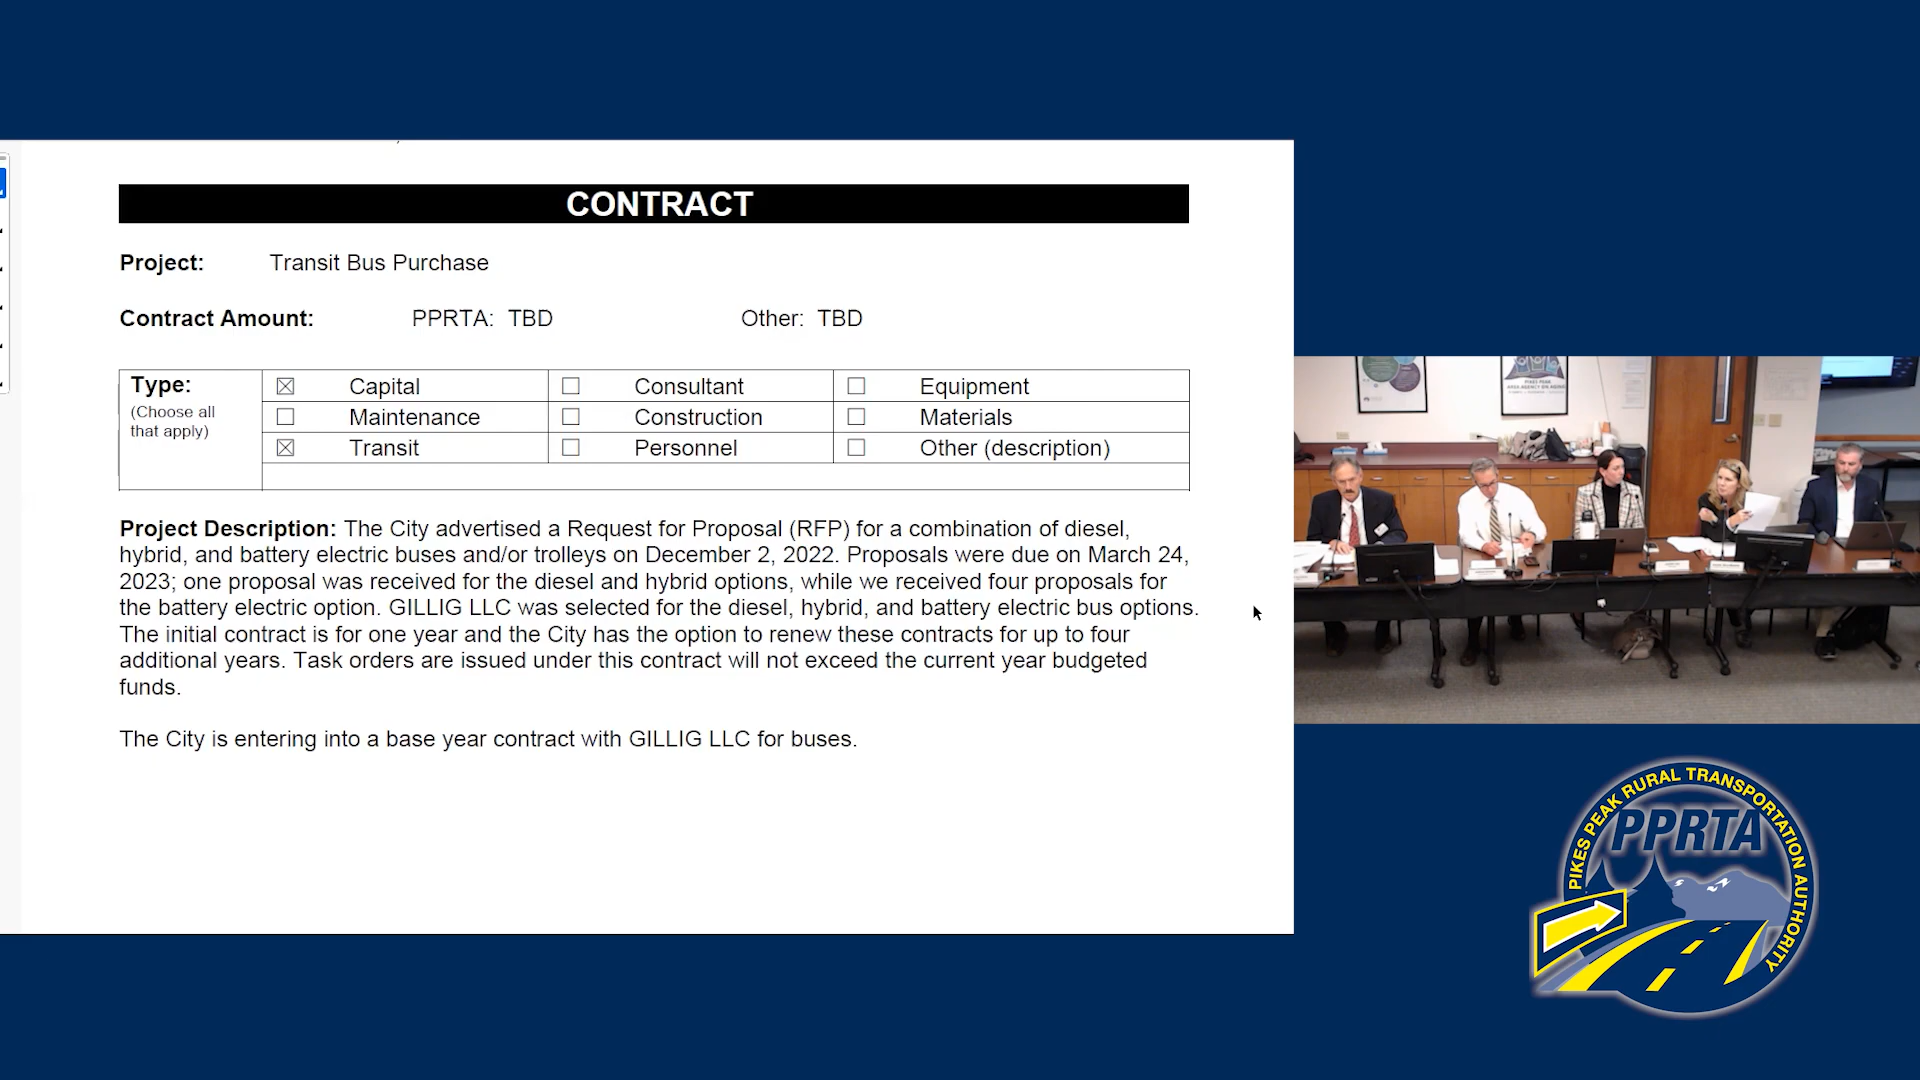 CONTRACT
Project: Transit Bus Purchase
Contract Amount: PPRTA: TBD Other: TBD
Type: ☒ Capital ☐ Consultant ☐ Equipment
(Choose all that apply) ☐ Maintenance ☐ Construction ☐ Materials
☒ Transit ☐ Personnel ☐ Other (description)
Project Description: The City advertised a Request for Proposal (RFP) for a combination of diesel,
hybrid, and battery electric buses and/or trolleys on December 2, 2022. Proposals were due on March 24,
2023; one proposal was received for the diesel and hybrid options, while we received four proposals for
the battery electric option. GILLIG LLC was selected for the diesel, hybrid, and battery electric bus options.
The initial contract is for one year and the City has the option to renew these contracts for up to four
additional years. Task orders are issued under this contract will not exceed the current year budgeted
funds.
The City is entering into a base year contract with GILLIG LLC for buses.
PIKES PEAK
AREA AGENCY ON AGING
PIKES PEAK RURAL TRANSPORTATION AUTHORITY
PPRTA